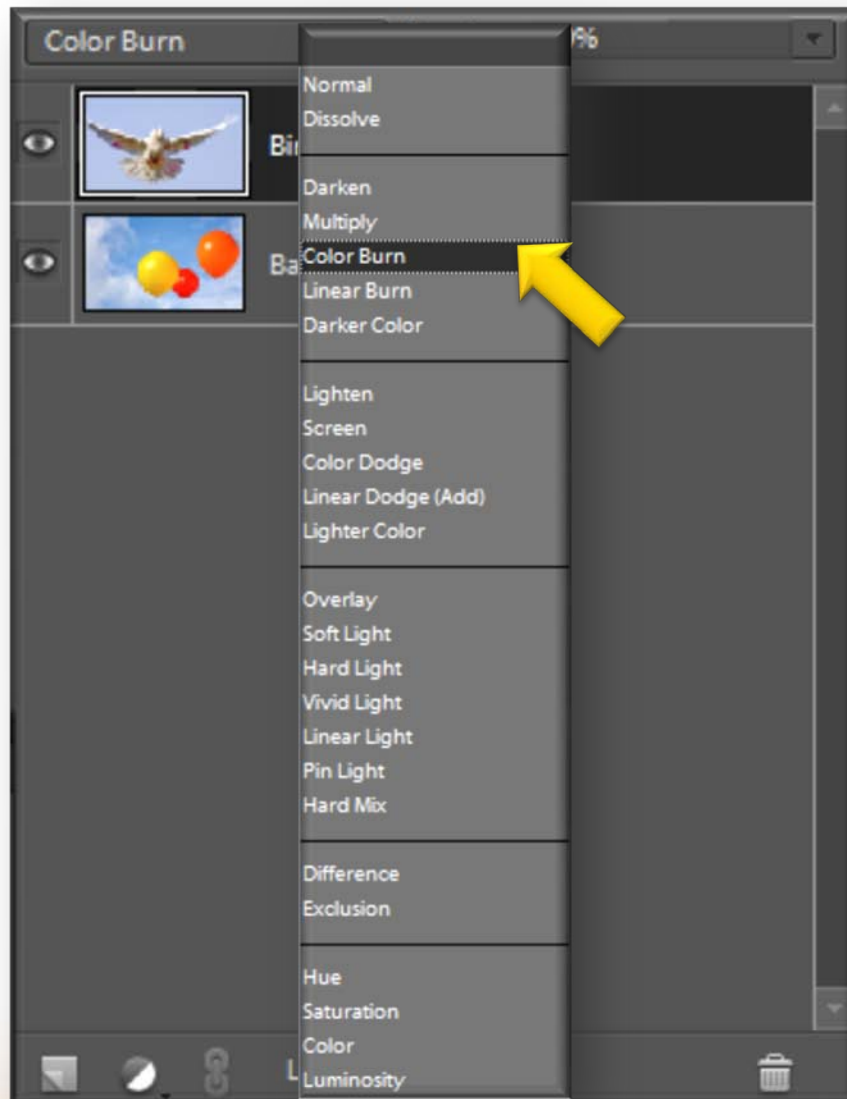 Color Burn
%
Bi
Ba
L
Normal
Dissolve
Darken
Multiply
Color Burn
Linear Burn
Darker Color
Lighten
Screen
Color Dodge
Linear Dodge (Add)
Lighter Color
Overlay
Soft Light
Hard Light
Vivid Light
Linear Light
Pin Light
Hard Mix
Difference
Exclusion
Hue
Saturation
Color
Luminosity